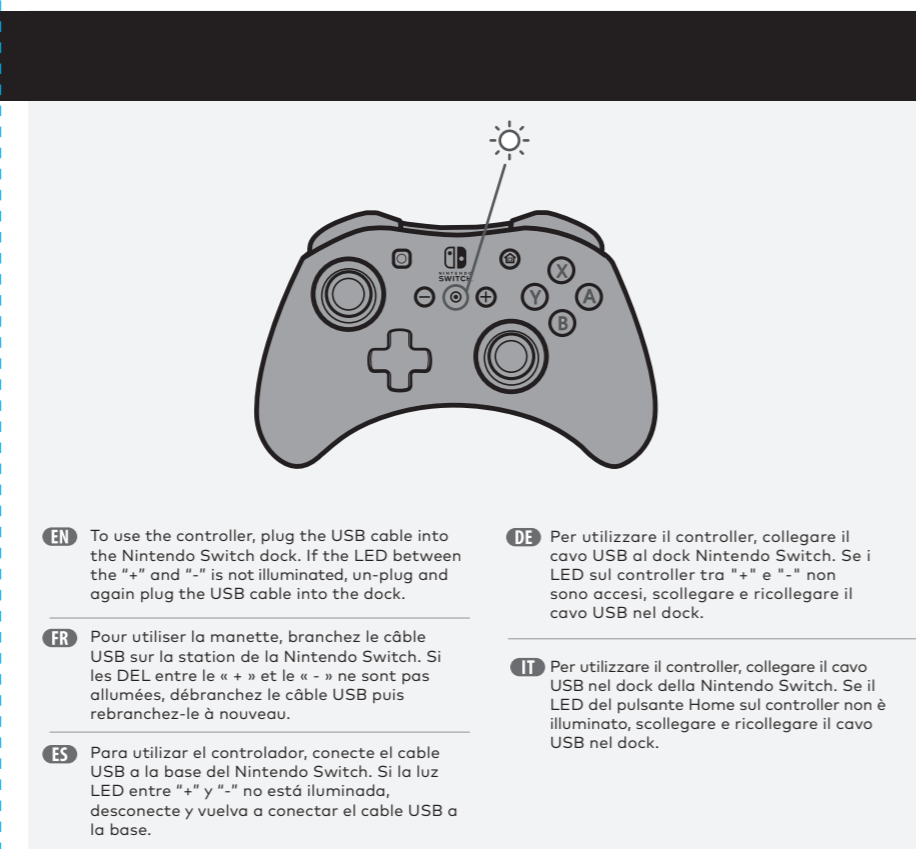 NINTENDO
SWITCH
X
Y
A
B
EN
To use the controller, plug the USB cable into
the Nintendo Switch dock. If the LED between
the “+” and “-” is not illuminated, un-plug and
again plug the USB cable into the dock.
FR
Pour utiliser la manette, branchez le câble
USB sur la station de la Nintendo Switch. Si
les DEL entre le « + » et le « - » ne sont pas
allumées, débranchez le câble USB puis
rebranchez-le à nouveau.
ES
Para utilizar el controlador, conecte el cable
USB a la base del Nintendo Switch. Si la luz
LED entre “+” y “-” no está iluminada,
desconecte y vuelva a conectar el cable USB a
la base.
DE
Per utilizzare il controller, collegare il
cavo USB al dock Nintendo Switch. Se i
LED sul controller tra "+" e "-" non
sono accesi, scollegare e ricollegare il
cavo USB nel dock.
IT
Per utilizzare il controller, collegare il cavo
USB nel dock della Nintendo Switch. Se il
LED del pulsante Home sul controller non è
illuminato, scollegare e ricollegare il cavo
USB nel dock.